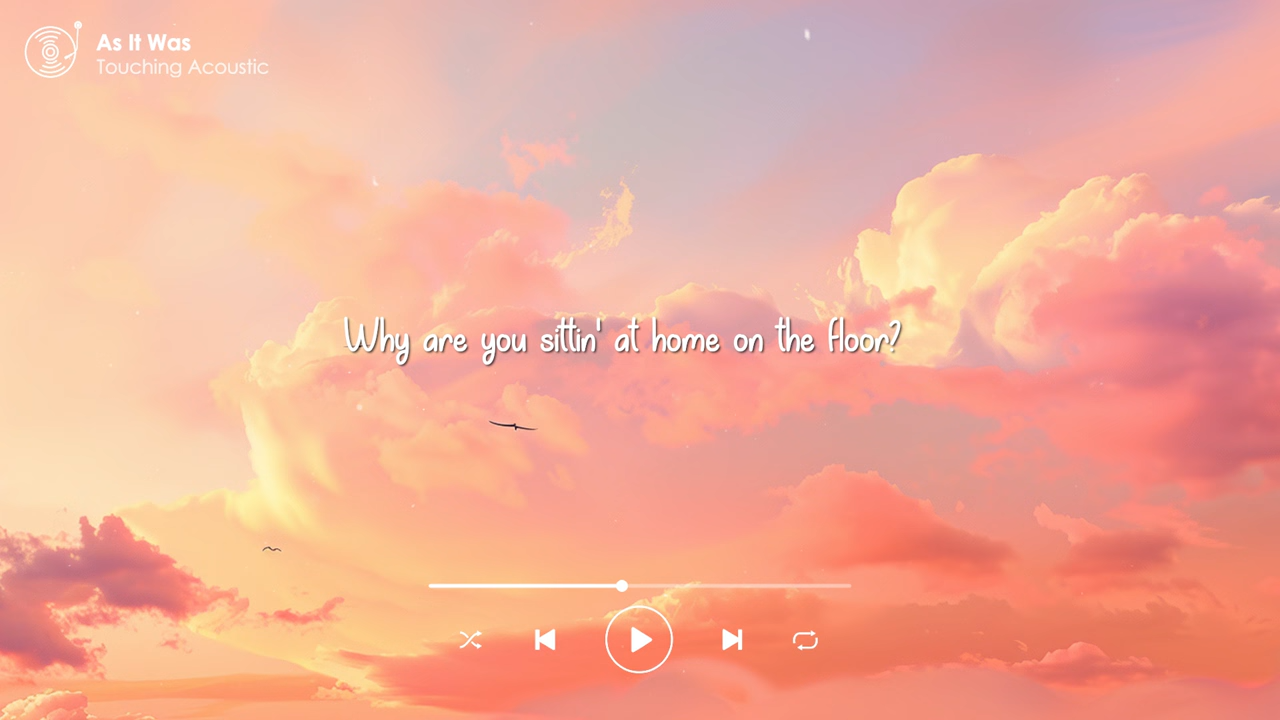 As It Was
Touching Acoustic
Why are you sittin' at home on the floor?